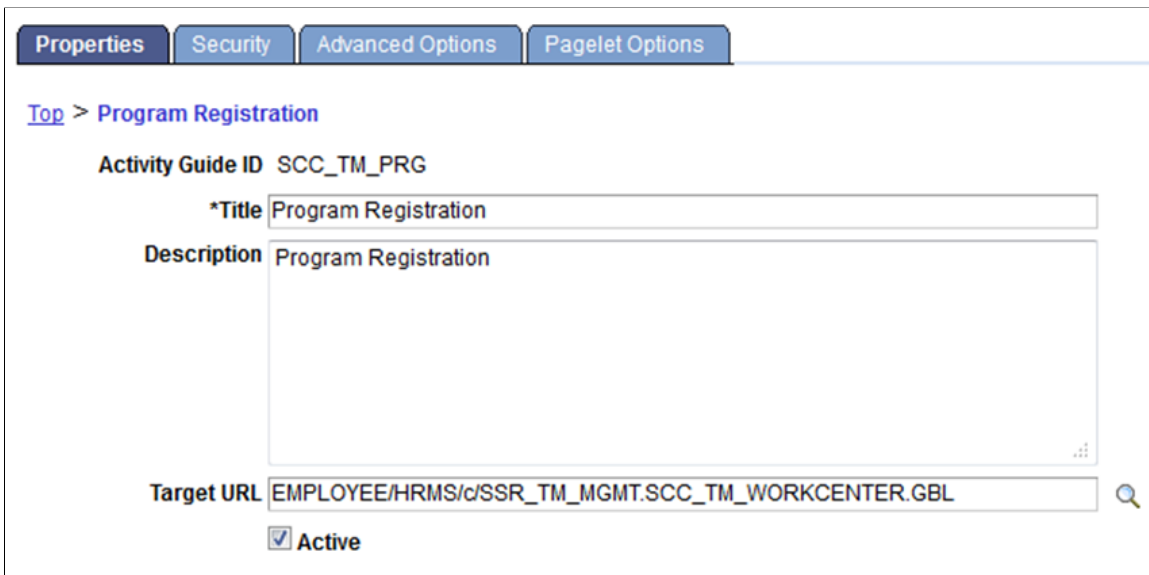 Properties Security Advanced Options Pagelet Options
Top > Program Registration
Activity Guide ID SCC_TM_PRG
*Title Program Registration
Description Program Registration
Target URL EMPLOYEE/HRMS/c/SSR_TM_MGMT.SCC_TM_WORKCENTER.GBL
Active